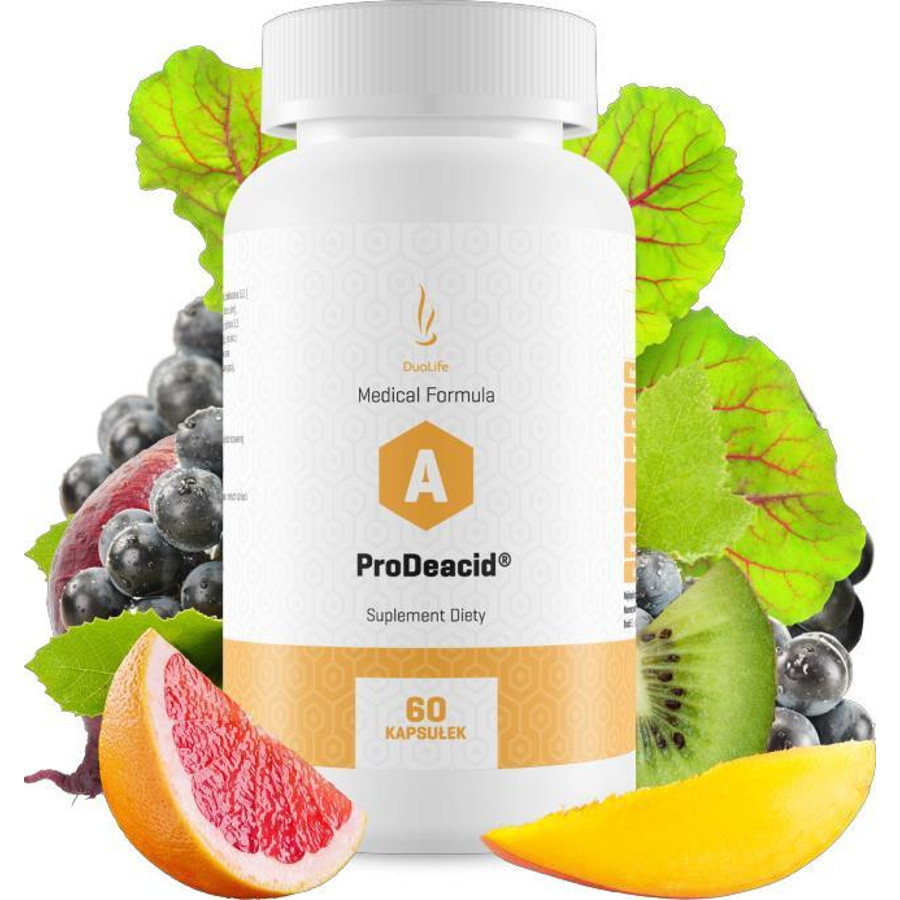 DuoLife
Medical Formula
A
ProDeacid®
Suplement Diety
60
KAPSUŁEK